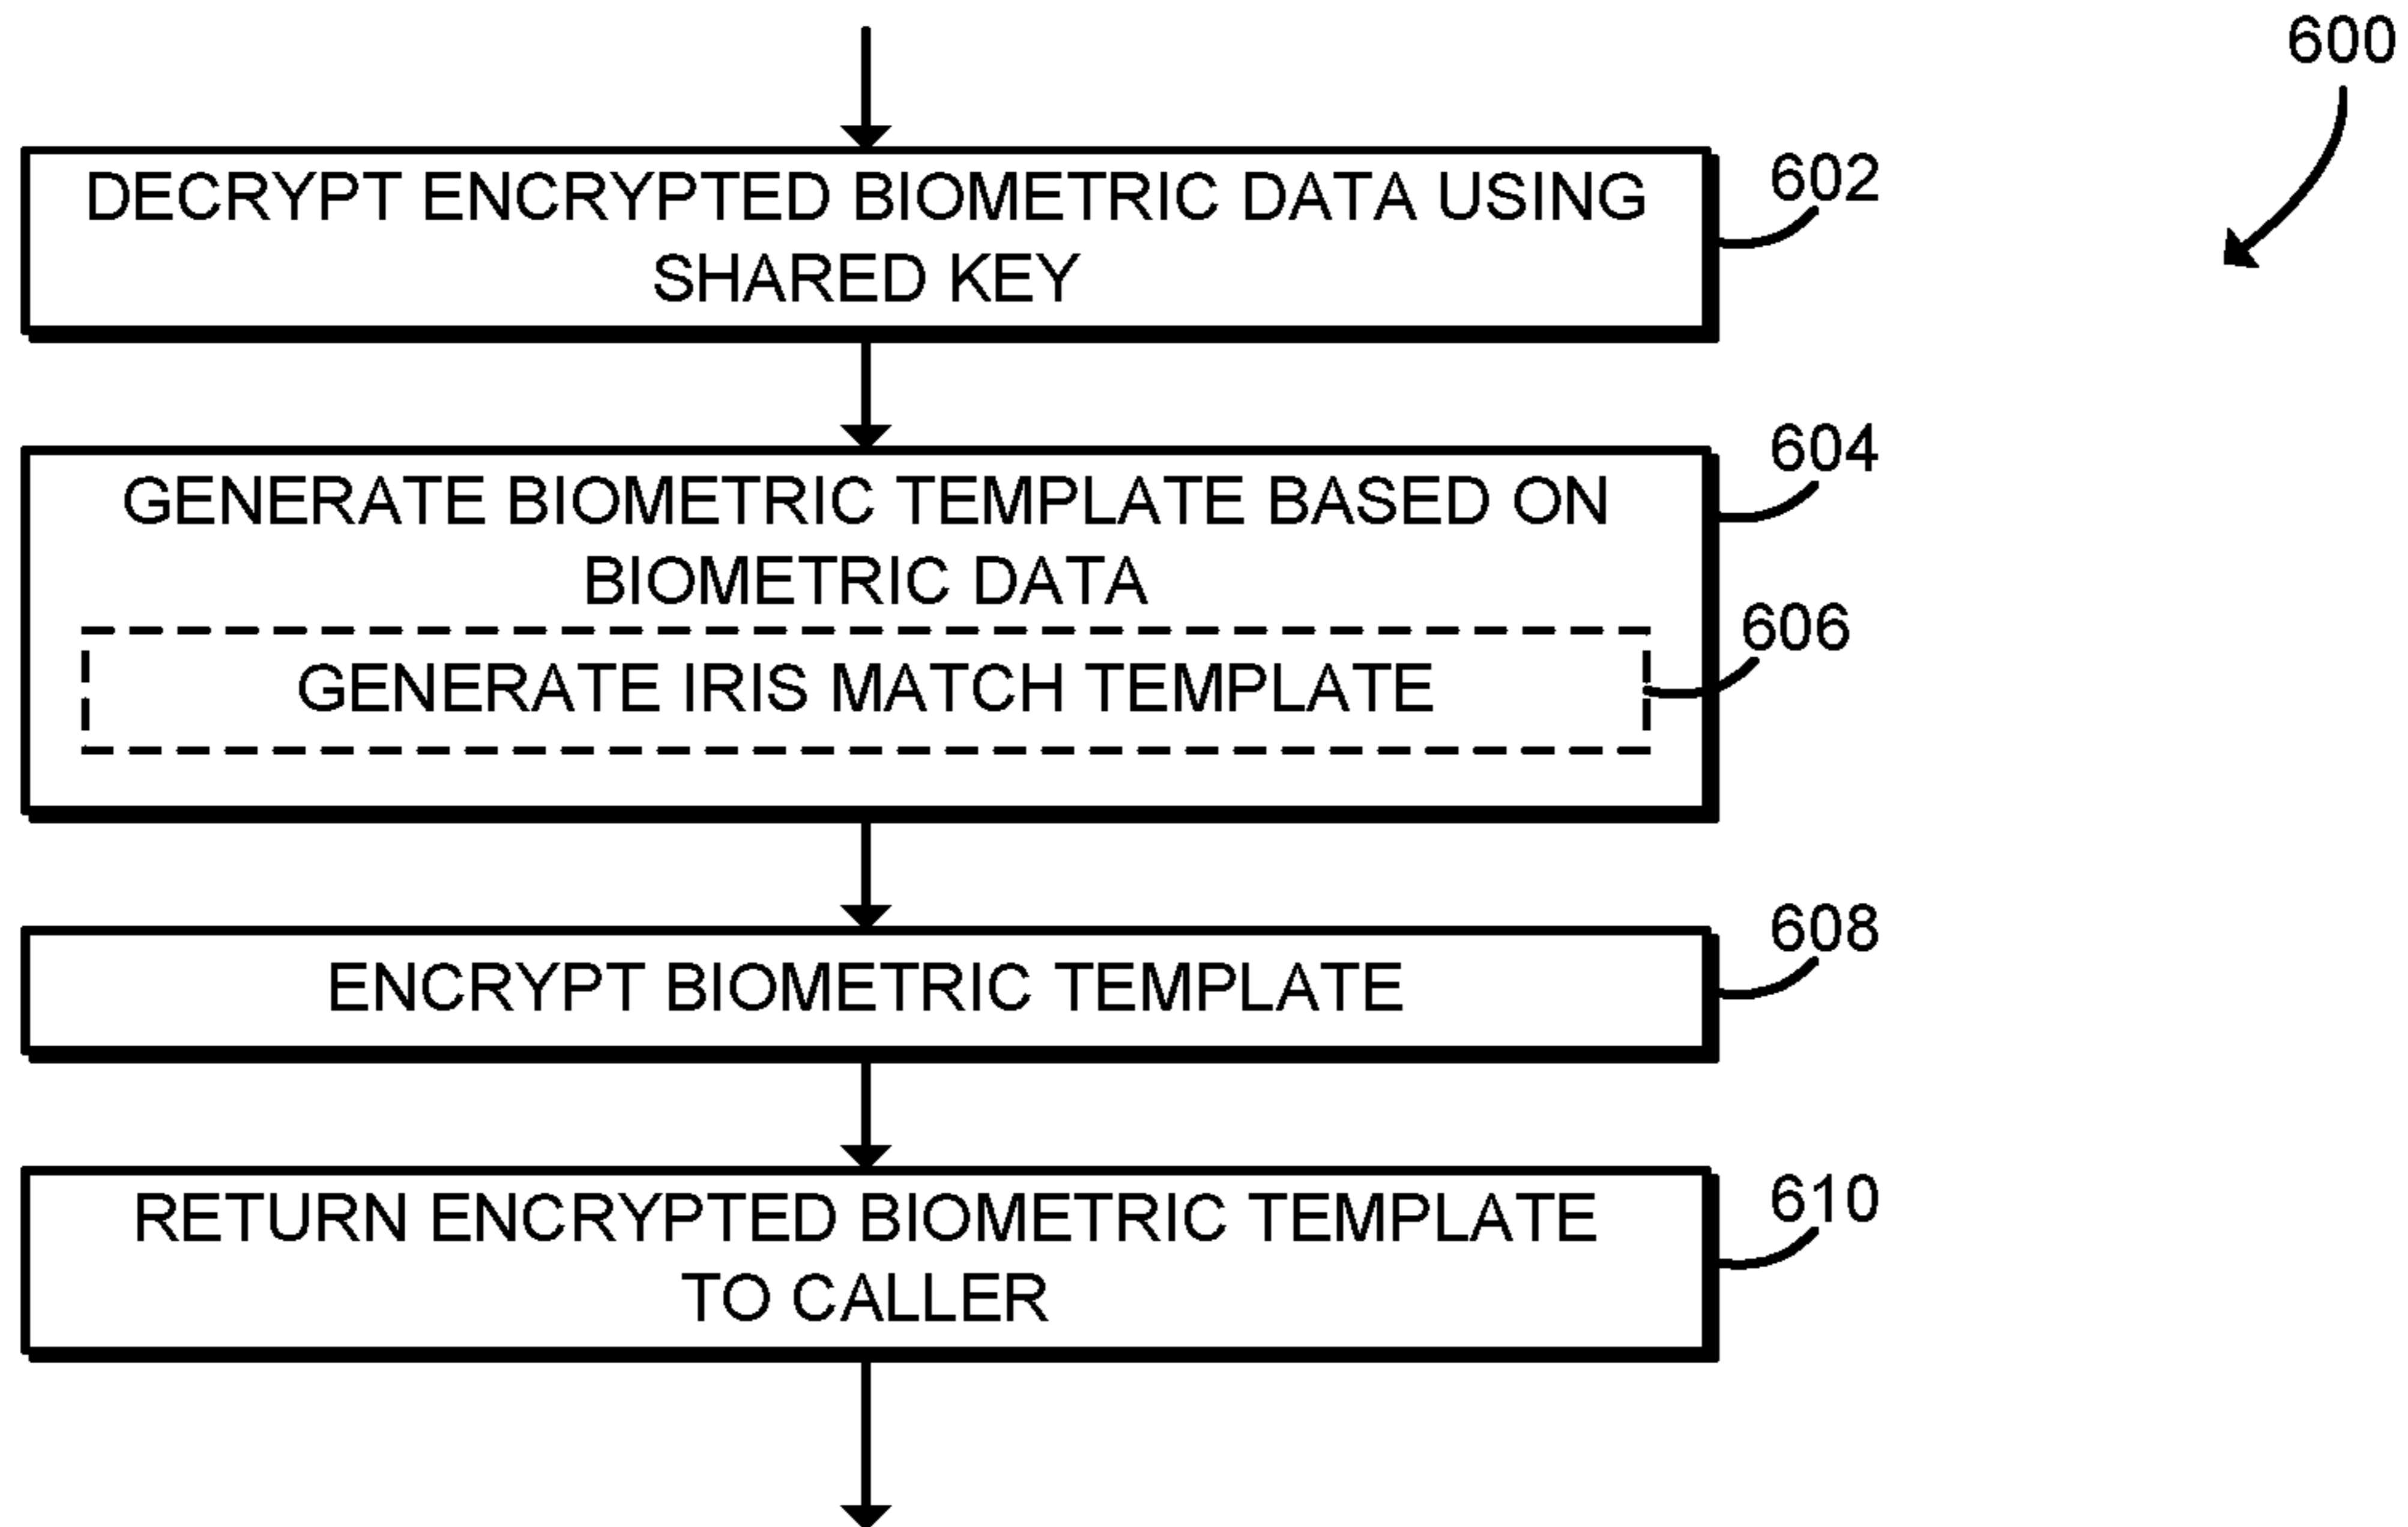 600
DECRYPT ENCRYPTED BIOMETRIC DATA USING
SHARED KEY
602
GENERATE BIOMETRIC TEMPLATE BASED ON
BIOMETRIC DATA
604
GENERATE IRIS MATCH TEMPLATE
606
ENCRYPT BIOMETRIC TEMPLATE
608
RETURN ENCRYPTED BIOMETRIC TEMPLATE
TO CALLER
610